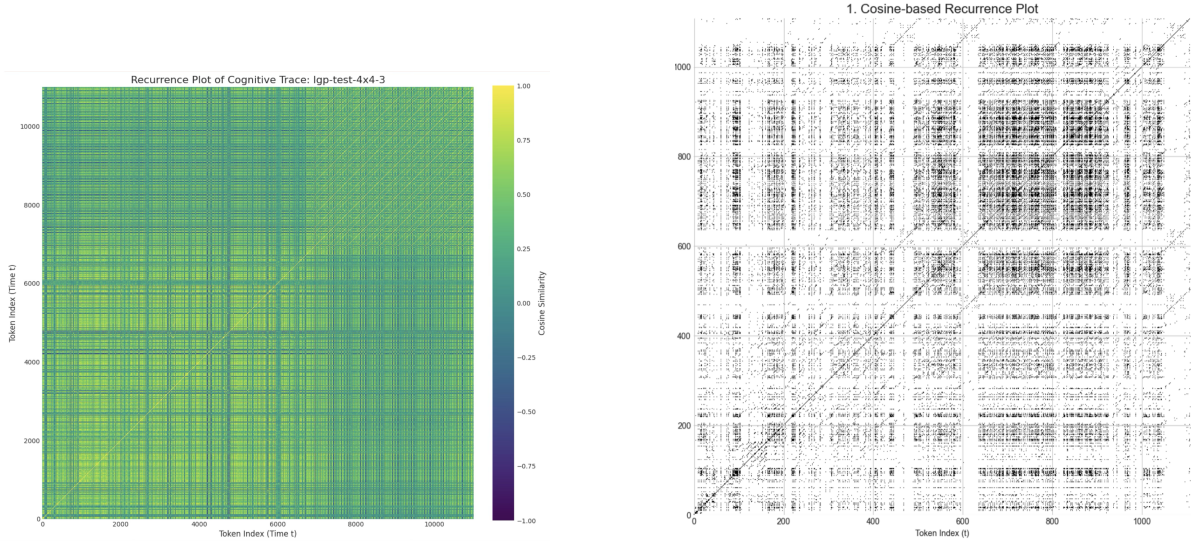 Recurrence Plot of Cognitive Trace: lgp-test-4x4-3
10000
8000
6000
4000
2000
0
Token Index (Time t)
0 2000 4000 6000 8000 10000
Token Index (Time t)
1.00
0.75
0.50
0.25
0.00
−0.25
−0.50
−0.75
−1.00
Cosine Similarity
1. Cosine-based Recurrence Plot
1000
800
600
400
200
0
0 200 400 600 800 1000
Token Index (t)